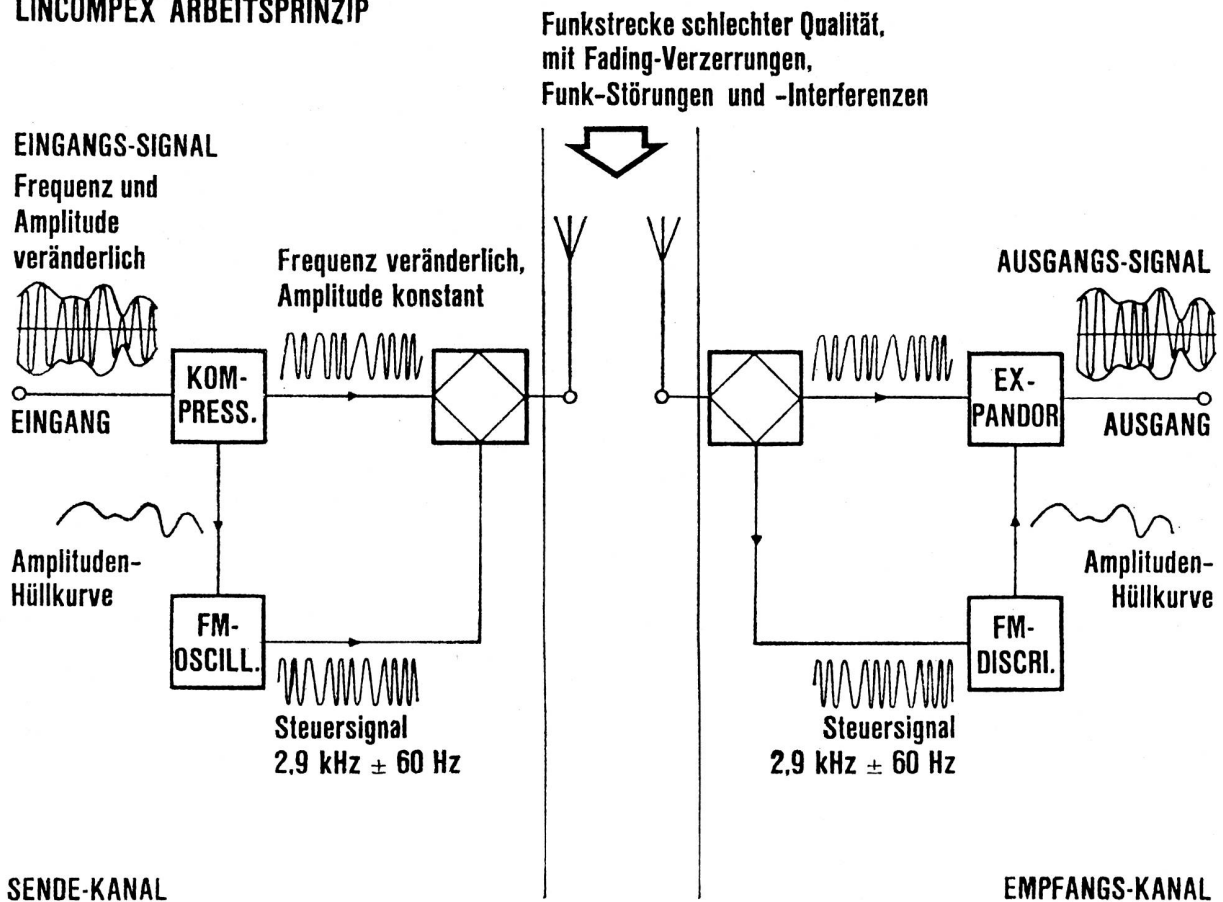 LINCOMPEX ARBEITSPRINZIP
Funkstrecke schlechter Qualität,
mit Fading-Verzerrungen,
Funk-Störungen und -Interferenzen
EINGANGS-SIGNAL
Frequenz und
Amplitude
veränderlich
Frequenz veränderlich,
Amplitude konstant
AUSGANGS-SIGNAL
KOM-
PRESS.
EX-
PANDOR
EINGANG
AUSGANG
Amplituden-
Hüllkurve
Amplituden-
Hüllkurve
FM-
OSCILL.
FM-
DISCRI.
Steuersignal
2,9 kHz ± 60 Hz
Steuersignal
2,9 kHz ± 60 Hz
SENDE-KANAL
EMPFANGS-KANAL